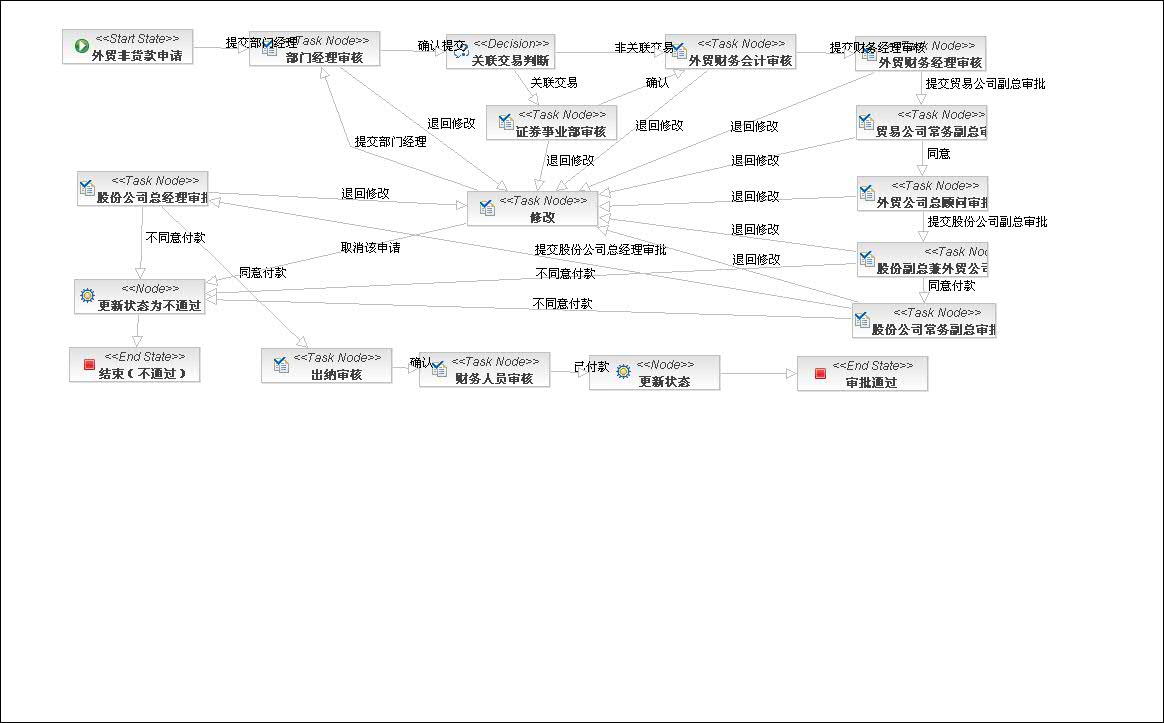 <<Start State>>
外贸非货款申请
提交部门经理
<<Task Node>>
部门经理审核
确认提交
<<Decision>>
关联交易判断
非关联交易
<<Task Node>>
外贸财务会计审核
提交财务经理审核
<<Task Node>>
外贸财务经理审核
关联交易
确认
提交贸易公司副总审批
<<Task Node>>
证券事业部审核
<<Task Node>>
贸易公司常务副总审
退回修改
退回修改
退回修改
提交部门经理
退回修改
退回修改
同意
<<Task Node>>
股份公司总经理审批
退回修改
<<Task Node>>
修改
退回修改
<<Task Node>>
外贸公司总顾问审批
提交股份公司副总审批
不同意付款
取消该申请
提交股份公司总经理审批
退回修改
<<Task Nod
股份副总兼外贸公司
退回修改
同意付款
不同意付款
同意付款
<<Node>>
更新状态为不通过
不同意付款
<<Task Node>>
股份公司常务副总审批
<<End State>>
结束（不通过）
<<Task Node>>
出纳审核
确认
<<Task Node>>
财务人员审核
已付款
<<Node>>
更新状态
<<End State>>
审批通过